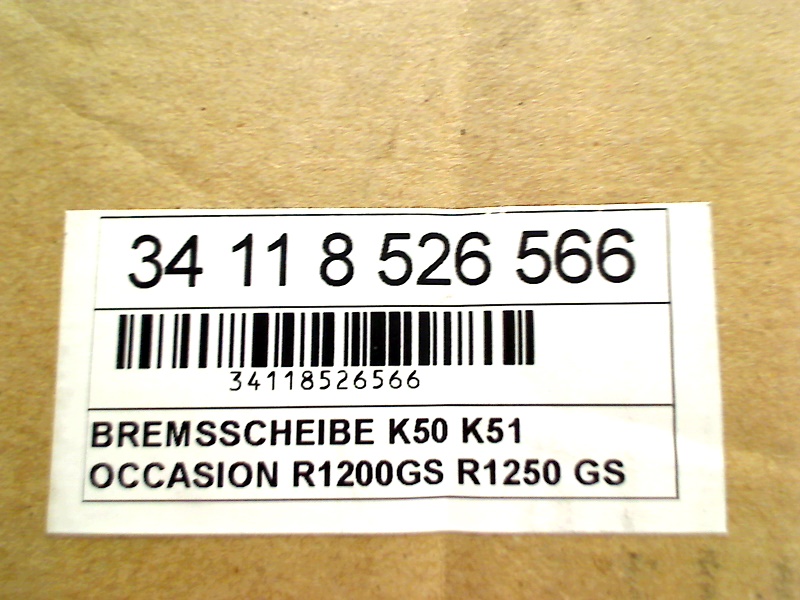 34 11 8 526 566
34118526566
BREMSSCHEIBE K50 K51
OCCASION R1200GS R1250 GS